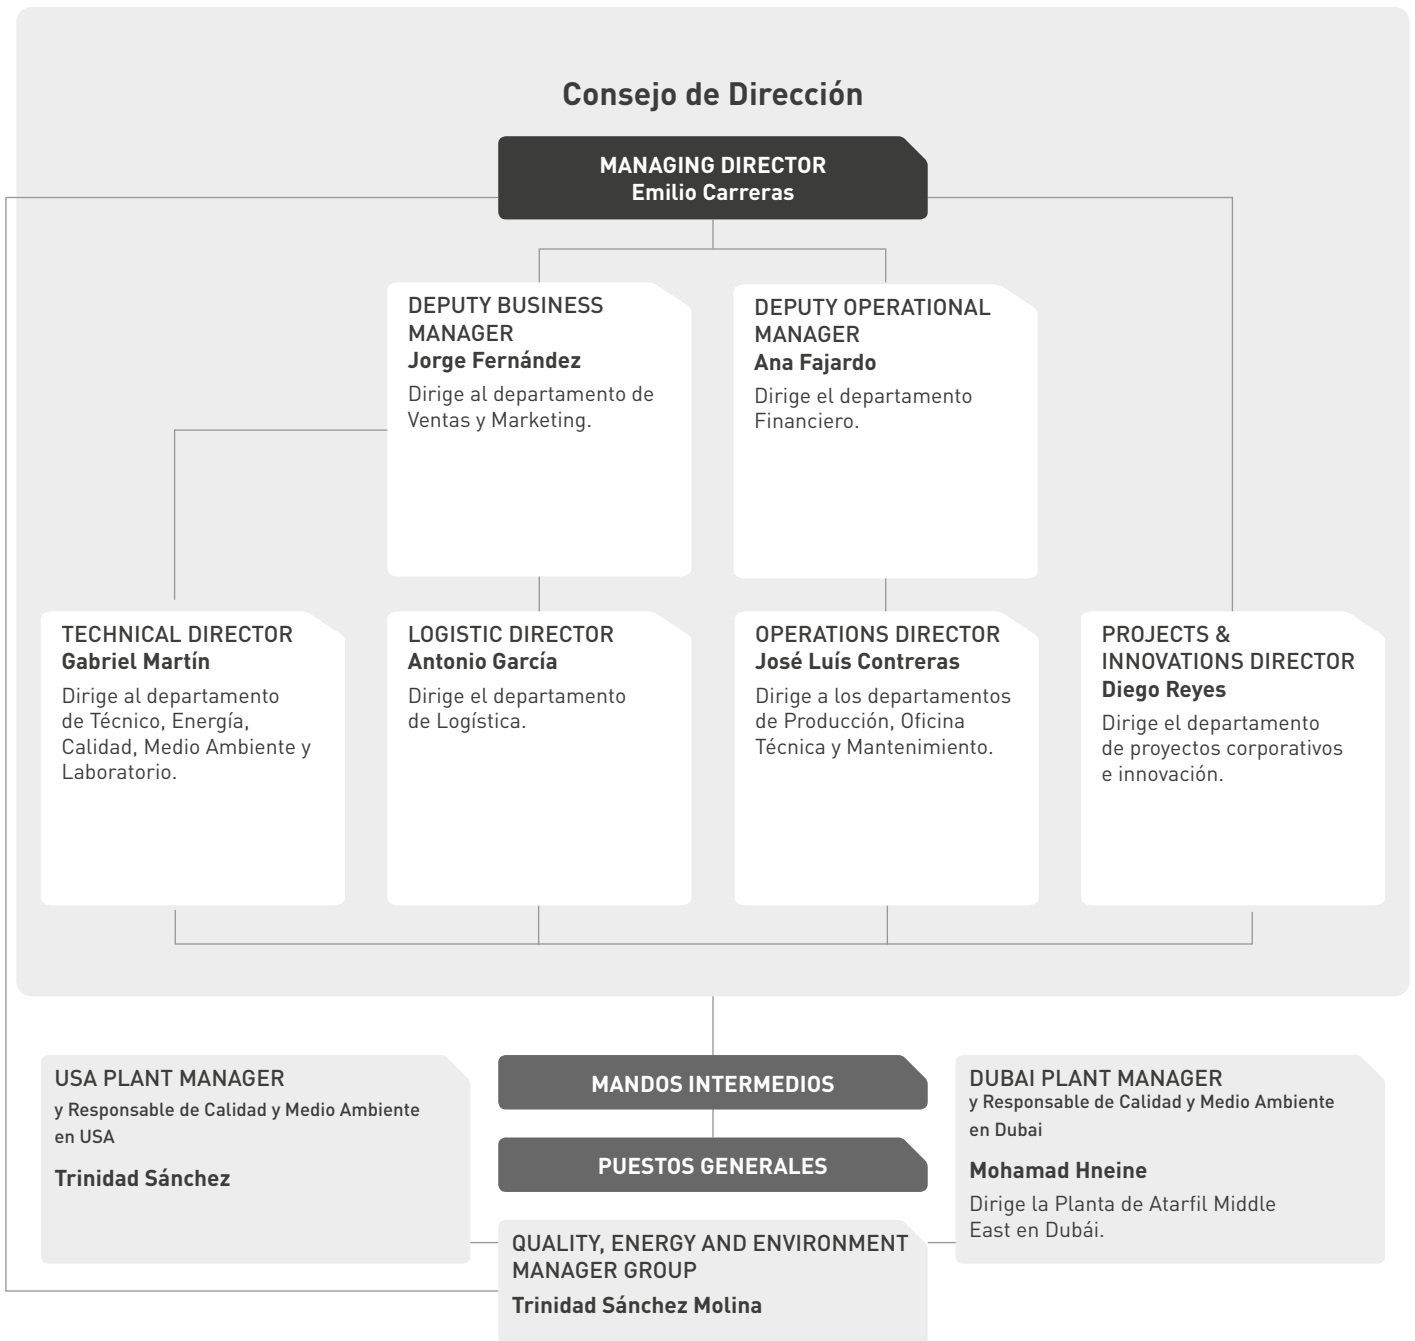 Consejo de Dirección
MANAGING DIRECTOR
Emilio Carreras
DEPUTY BUSINESS
MANAGER
Jorge Fernández
Dirige al departamento de
Ventas y Marketing.
DEPUTY OPERATIONAL
MANAGER
Ana Fajardo
Dirige el departamento
Financiero.
TECHNICAL DIRECTOR
Gabriel Martín
Dirige al departamento
de Técnico, Energía,
Calidad, Medio Ambiente y
Laboratorio.
LOGISTIC DIRECTOR
Antonio García
Dirige el departamento
de Logística.
OPERATIONS DIRECTOR
José Luís Contreras
Dirige a los departamentos
de Producción, Oficina
Técnica y Mantenimiento.
PROJECTS &
INNOVATIONS DIRECTOR
Diego Reyes
Dirige el departamento
de proyectos corporativos
e innovación.
USA PLANT MANAGER
y Responsable de Calidad y Medio Ambiente
en USA
Trinidad Sánchez
MANDOS INTERMEDIOS
PUESTOS GENERALES
DUBAI PLANT MANAGER
y Responsable de Calidad y Medio Ambiente
en Dubai
Mohamad Hneine
Dirige la Planta de Atarfil Middle
East en Dubái.
QUALITY, ENERGY AND ENVIRONMENT
MANAGER GROUP
Trinidad Sánchez Molina